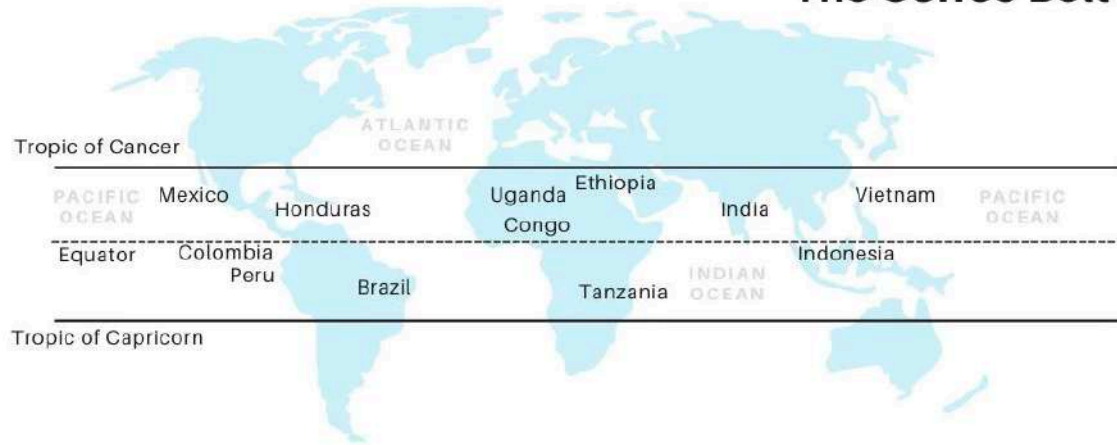 The Coffee Belt
ATLANTIC
OCEAN
Tropic of Cancer
PACIFIC
OCEAN
Mexico
Honduras
Uganda
Ethiopia
Congo
India
Vietnam
PACIFIC
OCEAN
Equator
Colombia
Peru
Brazil
Tanzania
INDIAN
OCEAN
Indonesia
Tropic of Capricorn